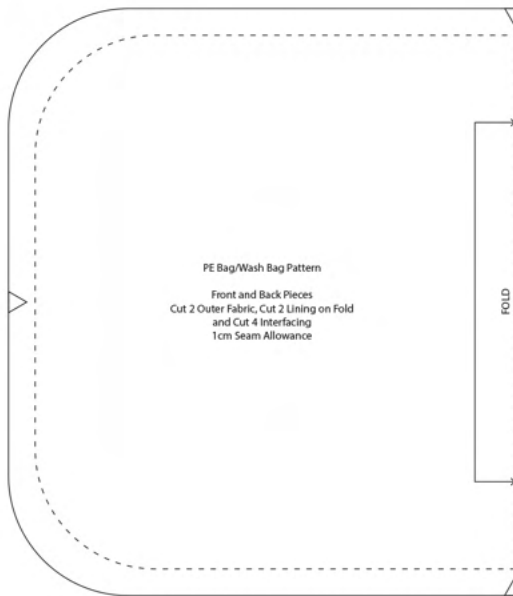 PE Bag/Wash Bag Pattern
Front and Back Pieces
Cut 2 Outer Fabric, Cut 2 Lining on Fold
and Cut 4 Interfacing
1cm Seam Allowance
FOLD